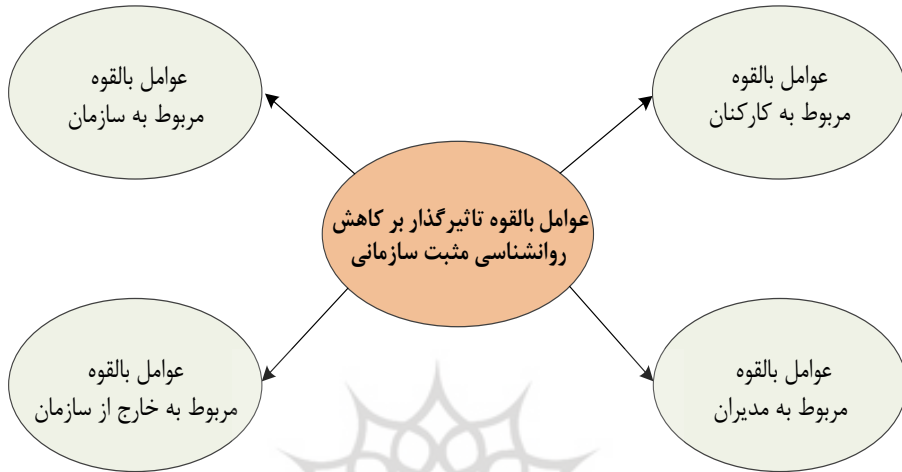 عوامل بالقوه
مربوط به کارکنان
عوامل بالقوه
مربوط به سازمان
عوامل بالقوه تاثیرگذار بر کاهش
روانشناسی مثبت سازمانی
عوامل بالقوه
مربوط به مدیران
عوامل بالقوه
مربوط به خارج از سازمان